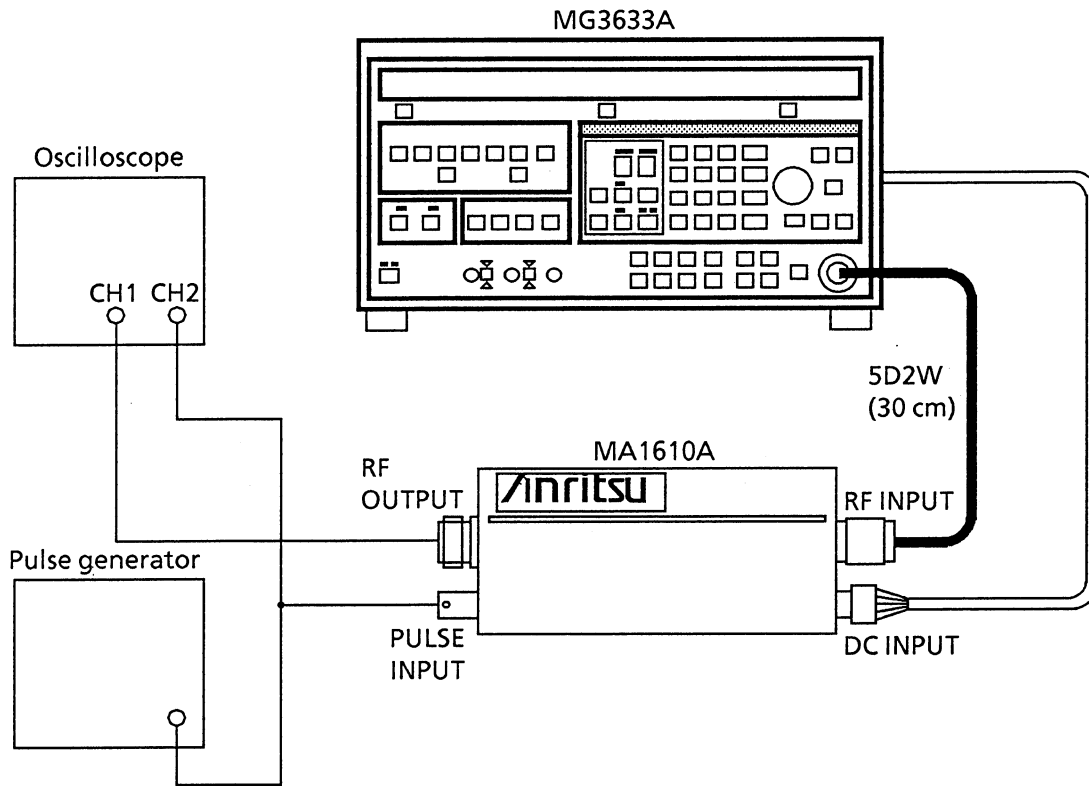 MG3633A
Oscilloscope
CH1 CH2
5D2W
(30 cm)
MA1610A
RF
OUTPUT
Anritsu
RF INPUT
Pulse generator
PULSE
INPUT
DC INPUT